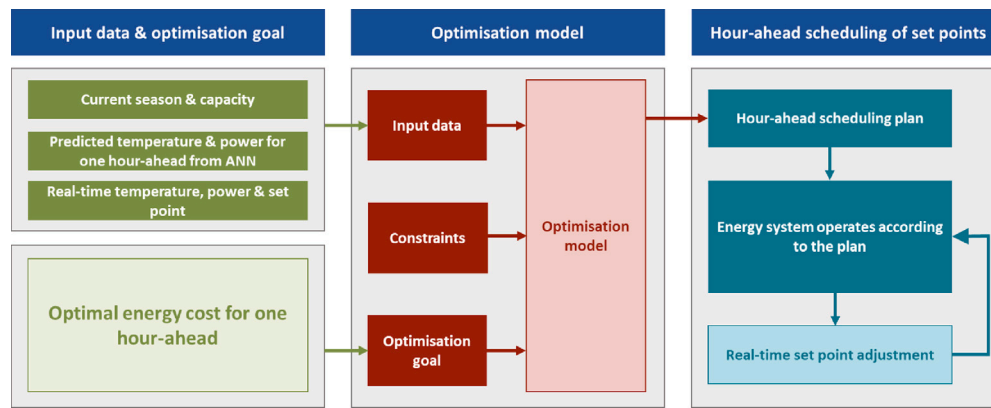 Input data & optimisation goal
Optimisation model
Hour-ahead scheduling of set points
Current season & capacity
Predicted temperature & power for
one hour-ahead from ANN
Real-time temperature, power & set
point
Optimal energy cost for one
hour-ahead
Input data
Constraints
Optimisation
goal
Optimisation
model
Hour-ahead scheduling plan
Energy system operates according
to the plan
Real-time set point adjustment